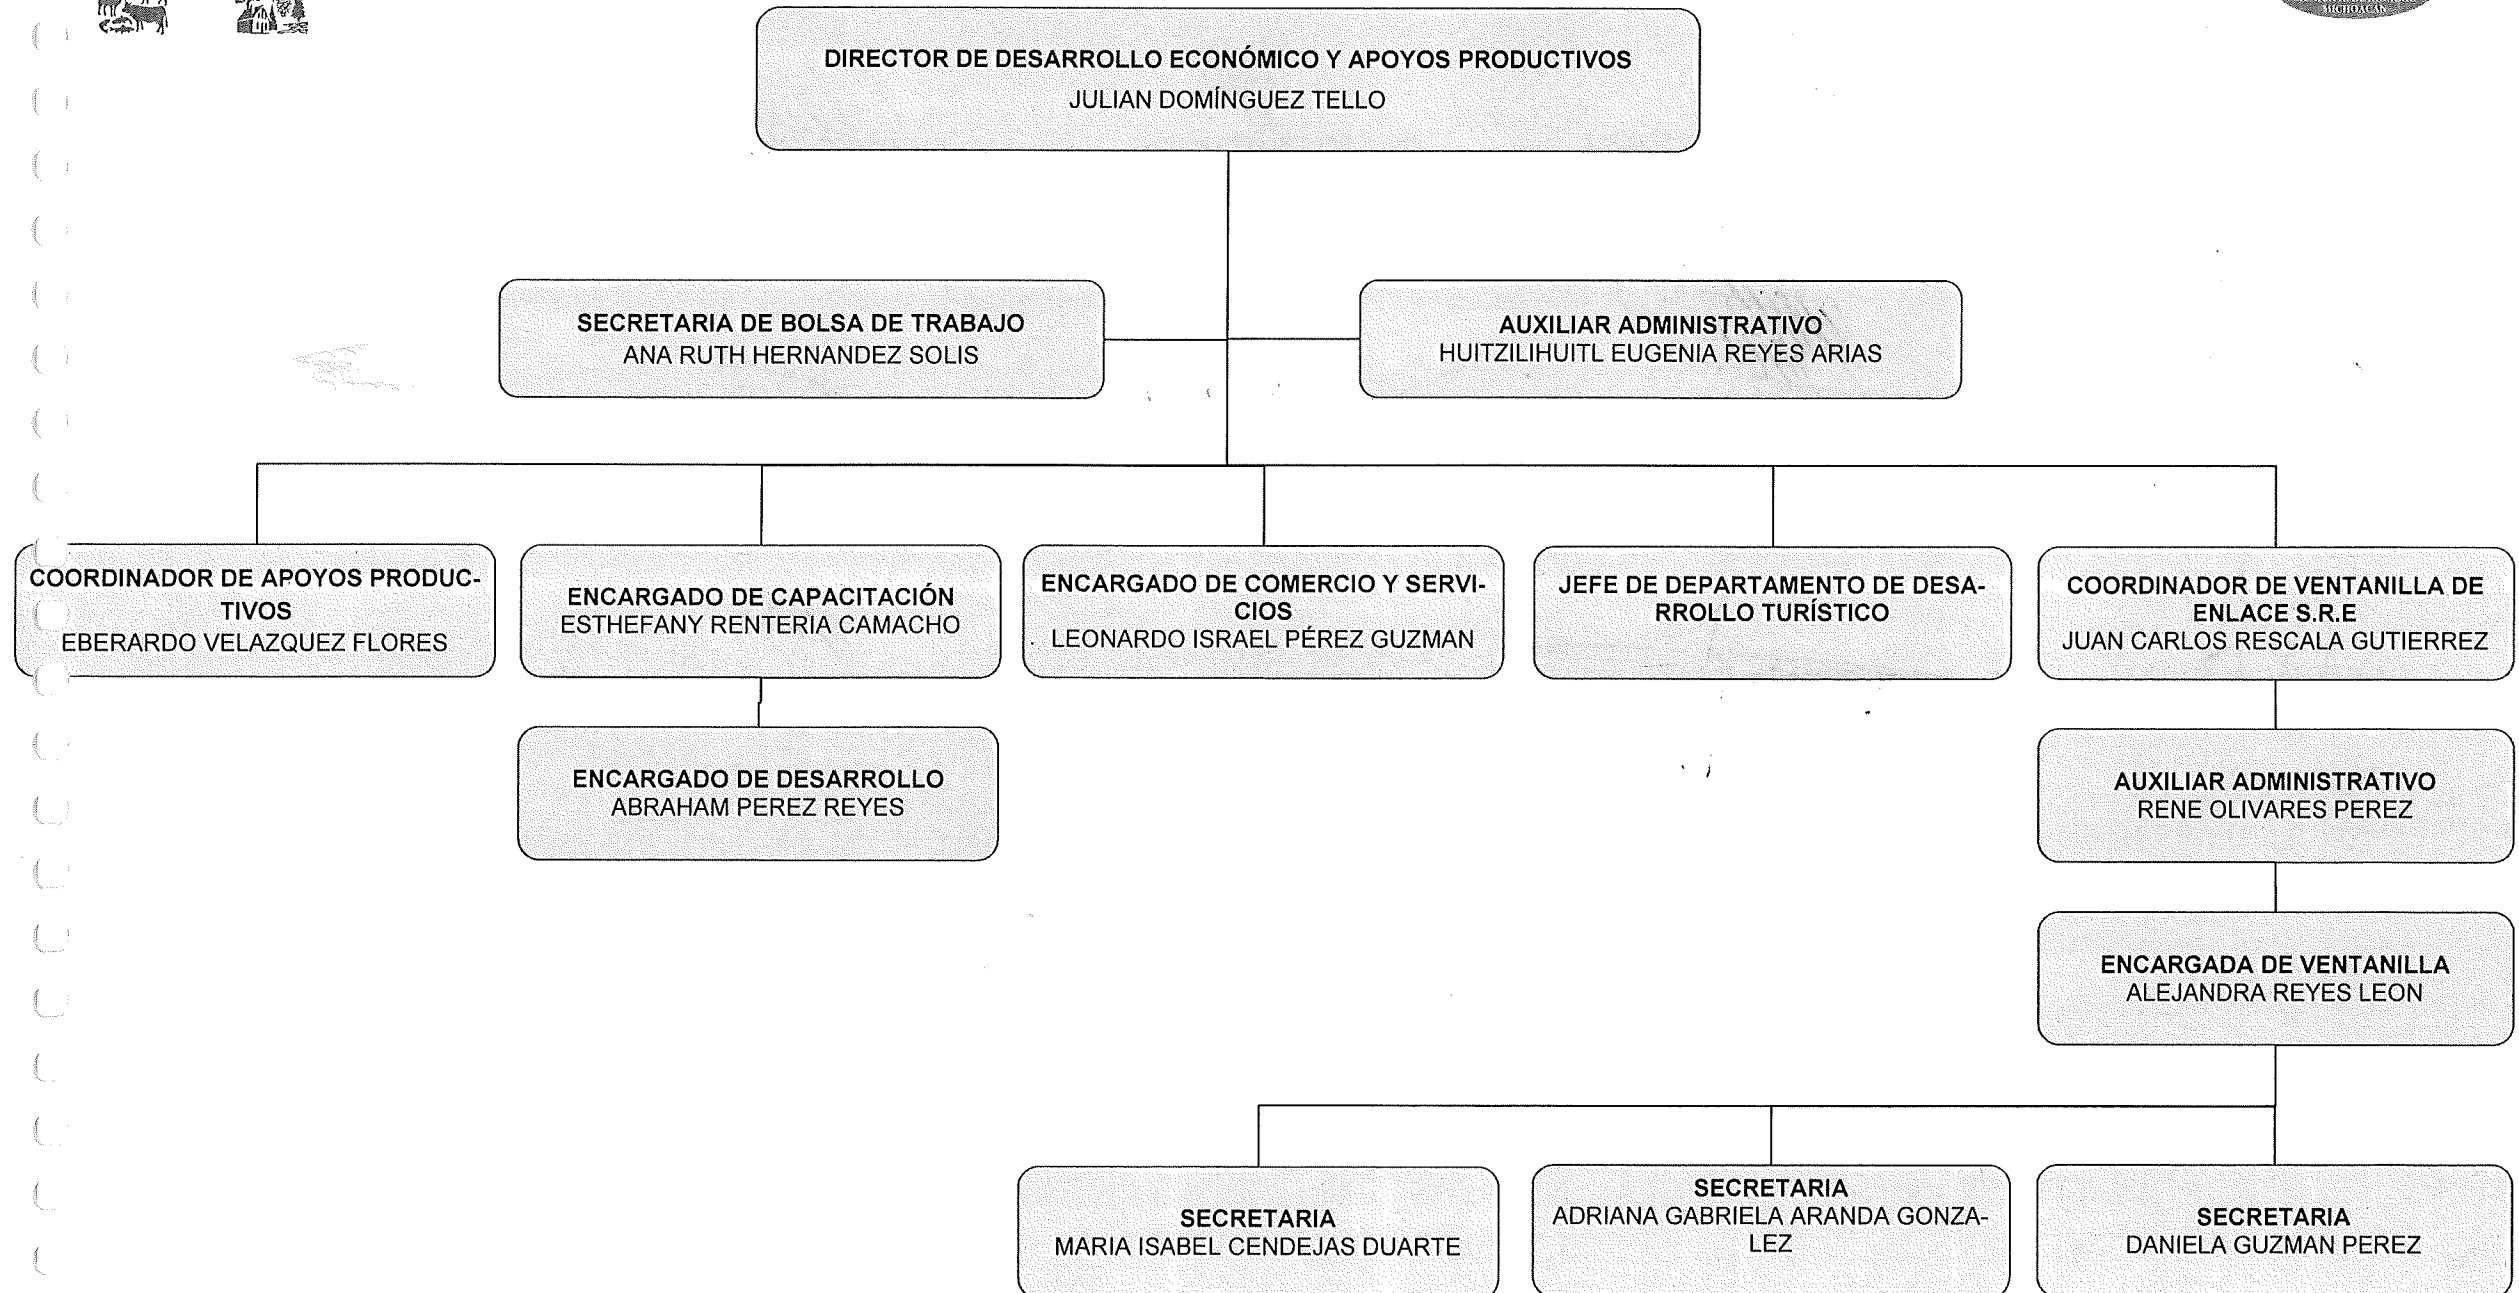 MICHOACÁN
DIRECTOR DE DESARROLLO ECONÓMICO Y APOYOS PRODUCTIVOS
JULIAN DOMÍNGUEZ TELLO
SECRETARIA DE BOLSA DE TRABAJO
ANA RUTH HERNANDEZ SOLIS
AUXILIAR ADMINISTRATIVO
HUITZILIHUITL EUGENIA REYES ARIAS
COORDINADOR DE APOYOS PRODUC-
TIVOS
EBERARDO VELAZQUEZ FLORES
ENCARGADO DE CAPACITACIÓN
ESTHEFANY RENTERIA CAMACHO
ENCARGADO DE COMERCIO Y SERVI-
CIOS
LEONARDO ISRAEL PÉREZ GUZMAN
JEFE DE DEPARTAMENTO DE DESA-
RROLLO TURÍSTICO
COORDINADOR DE VENTANILLA DE
ENLACE S.R.E
JUAN CARLOS RESCALA GUTIERREZ
ENCARGADO DE DESARROLLO
ABRAHAM PEREZ REYES
AUXILIAR ADMINISTRATIVO
RENE OLIVARES PEREZ
ENCARGADA DE VENTANILLA
ALEJANDRA REYES LEON
SECRETARIA
MARIA ISABEL CENDEJAS DUARTE
SECRETARIA
ADRIANA GABRIELA ARANDA GONZA-
LEZ
SECRETARIA
DANIELA GUZMAN PEREZ